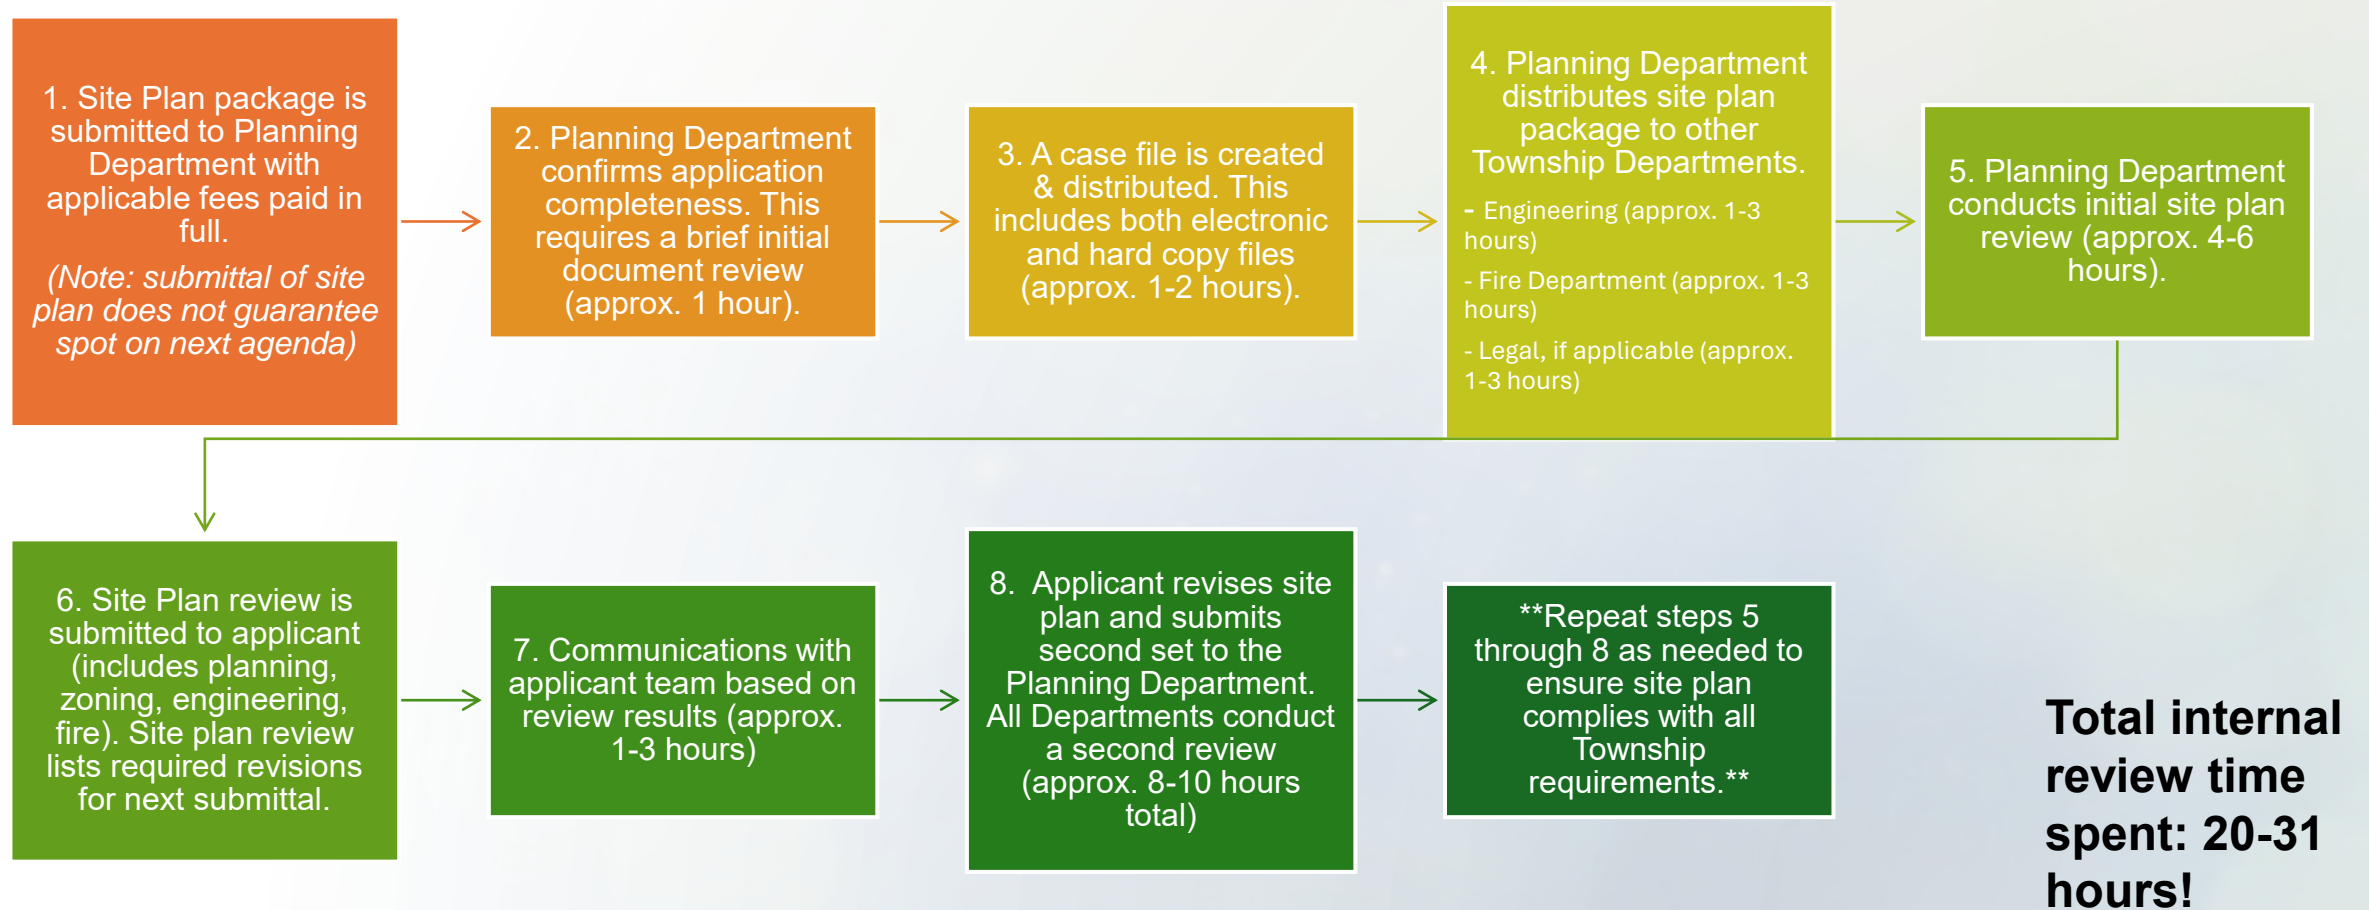 1. Site Plan package is
submitted to Planning
Department with
applicable fees paid in
full.
(Note: submittal of site
plan does not guarantee
spot on next agenda)
2. Planning Department
confirms application
completeness. This
requires a brief initial
document review
(approx. 1 hour).
3. A case file is created
& distributed. This
includes both electronic
and hard copy files
(approx. 1-2 hours).
4. Planning Department
distributes site plan
package to other
Township Departments.
- Engineering (approx. 1-3
hours)
- Fire Department (approx. 1-3
hours)
- Legal, if applicable (approx.
1-3 hours)
5. Planning Department
conducts initial site plan
review (approx. 4-6
hours).
6. Site Plan review is
submitted to applicant
(includes planning,
zoning, engineering,
fire). Site plan review
lists required revisions
for next submittal.
7. Communications with
applicant team based on
review results (approx.
1-3 hours)
8. Applicant revises site
plan and submits
second set to the
Planning Department.
All Departments conduct
a second review
(approx. 8-10 hours
total)
**Repeat steps 5
through 8 as needed to
ensure site plan
complies with all
Township
requirements.**
Total internal
review time
spent: 20-31
hours!